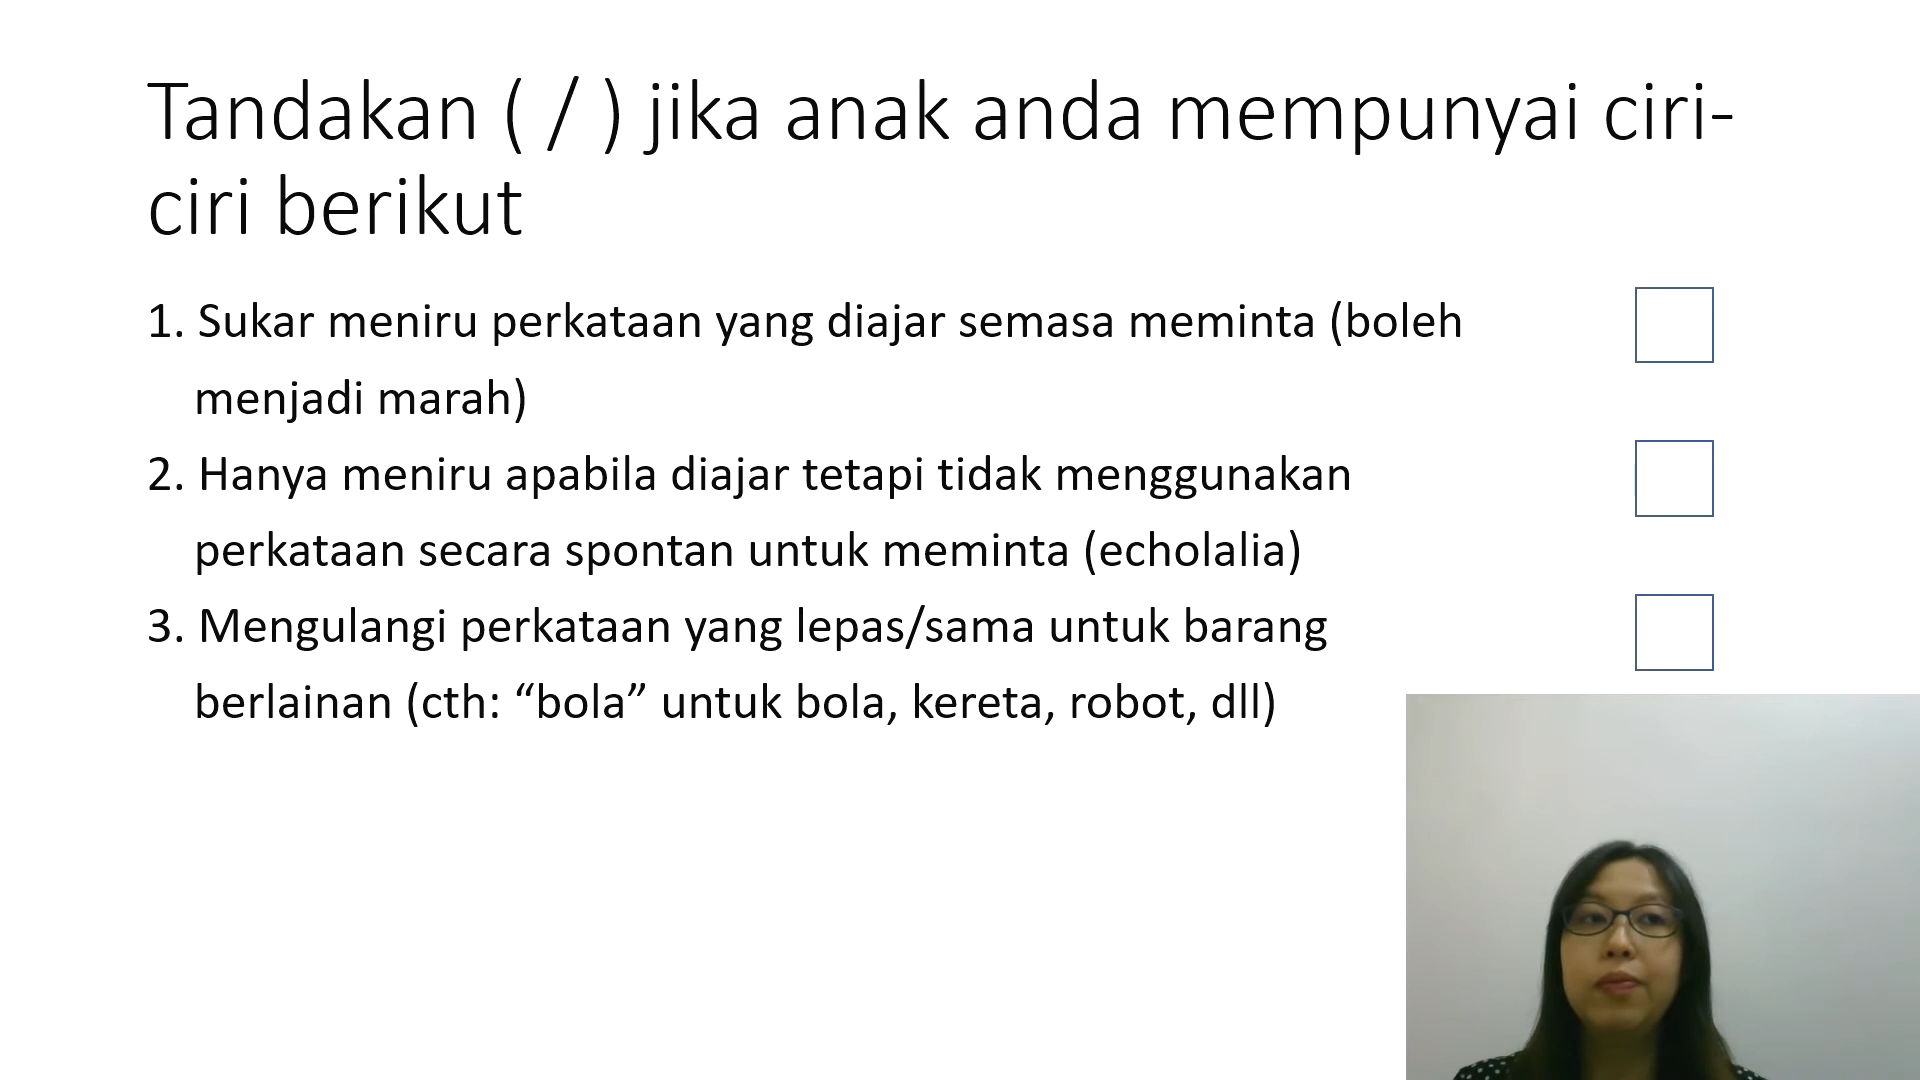 Tandakan ( / ) jika anak anda mempunyai ciri-
ciri berikut
1. Sukar meniru perkataan yang diajar semasa meminta (boleh
menjadi marah)
2. Hanya meniru apabila diajar tetapi tidak menggunakan
perkataan secara spontan untuk meminta (echolalia)
3. Mengulangi perkataan yang lepas/sama untuk barang
berlainan (cth: “bola” untuk bola, kereta, robot, dll)